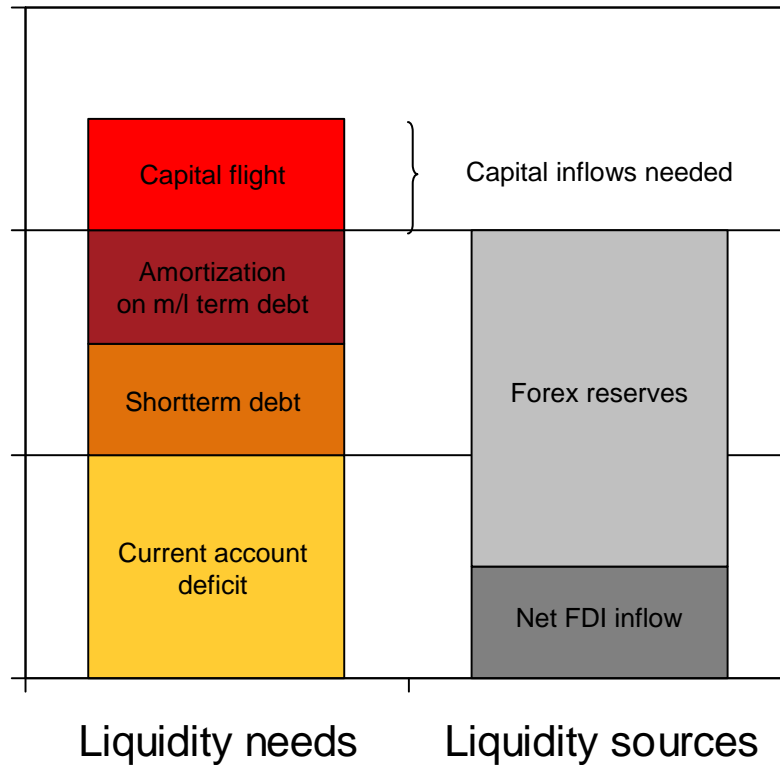 Capital flight
Capital inflows needed
Amortization
on m/l term debt
Shortterm debt
Forex reserves
Current account
deficit
Net FDI inflow
Liquidity needs
Liquidity sources